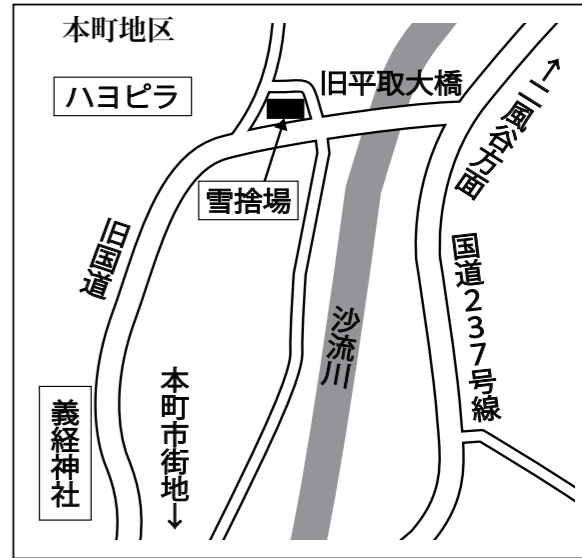 本町地区
ハヨピラ
旧平取大橋
↑二風谷方面
雪捨場
旧国道
国道237号線
沙流川
義経神社
本町市街地↓